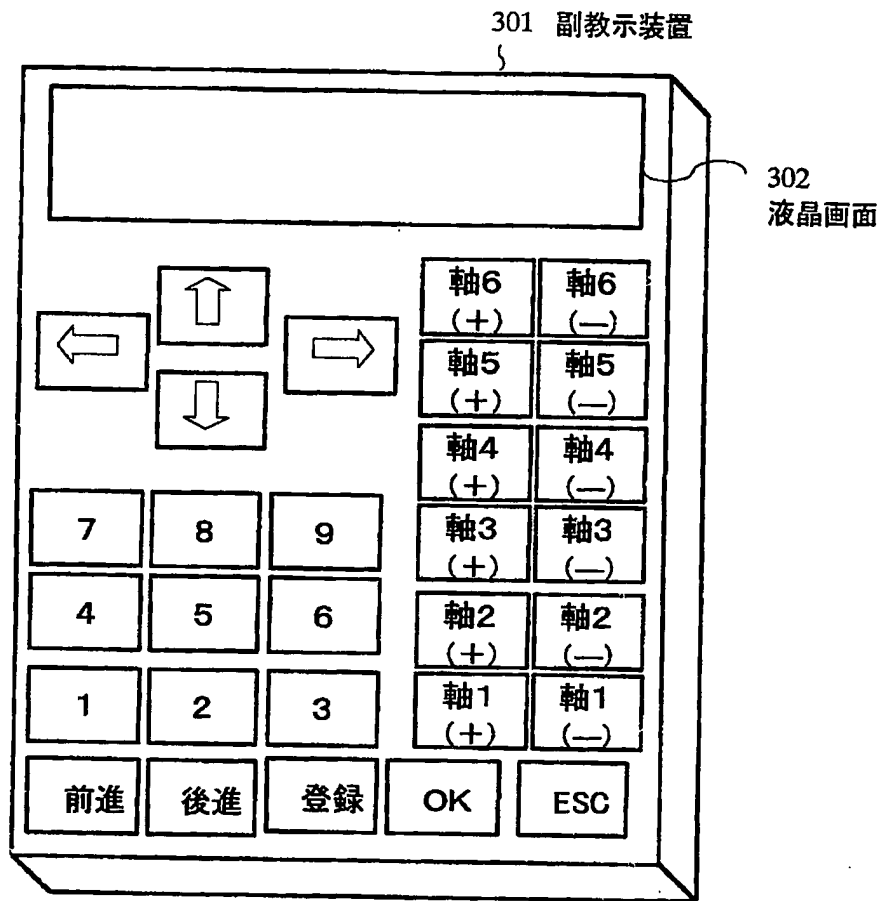 301 副教示装置
302
液晶画面
軸6 軸6
(+) (—)
軸5 軸5
(+) (—)
軸4 軸4
(+) (—)
7 8 9 軸3 軸3
(+) (—)
4 5 6 軸2 軸2
(+) (—)
1 2 3 軸1 軸1
(+) (—)
前進 後進 登録 OK ESC